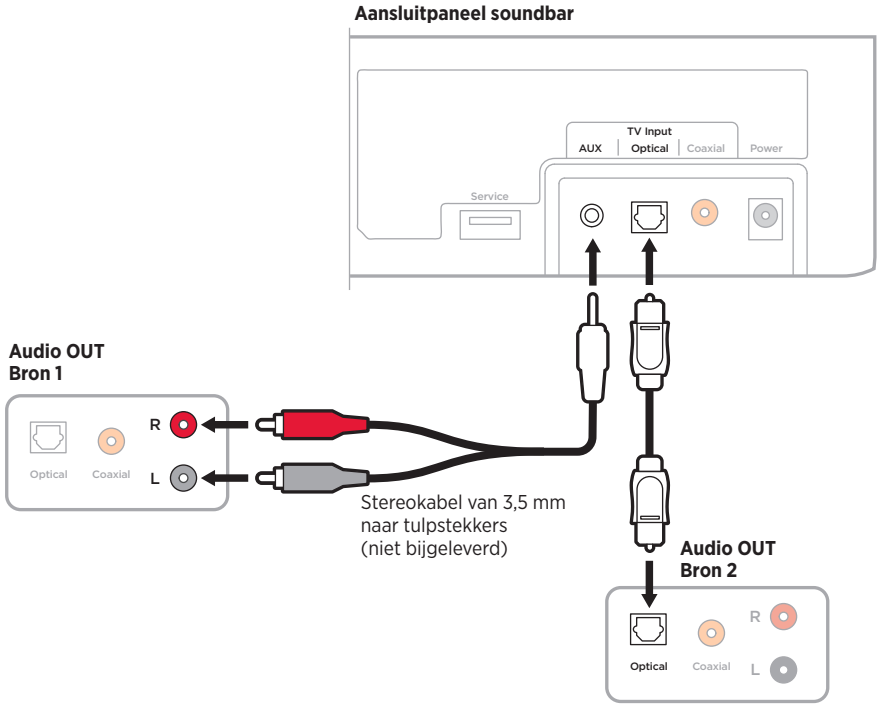 Aansluitpaneel soundbar
TV Input
AUX Optical Coaxial Power
Service
Audio OUT
Bron 1
R
L
Optical Coaxial
Stereokabel van 3,5 mm
naar tulpstekkers
(niet bijgeleverd)
Audio OUT
Bron 2
R
L
Optical Coaxial